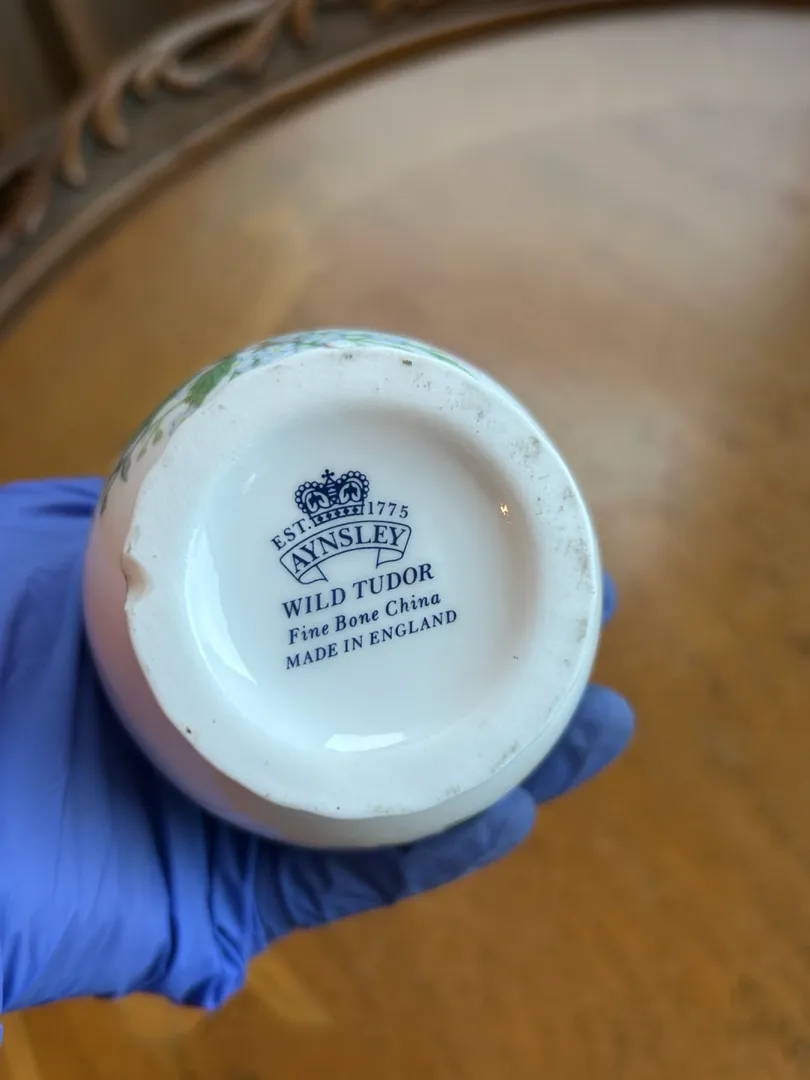 EST. 1775
AYNSLEY
WILD TUDOR
Fine Bone China
MADE IN ENGLAND